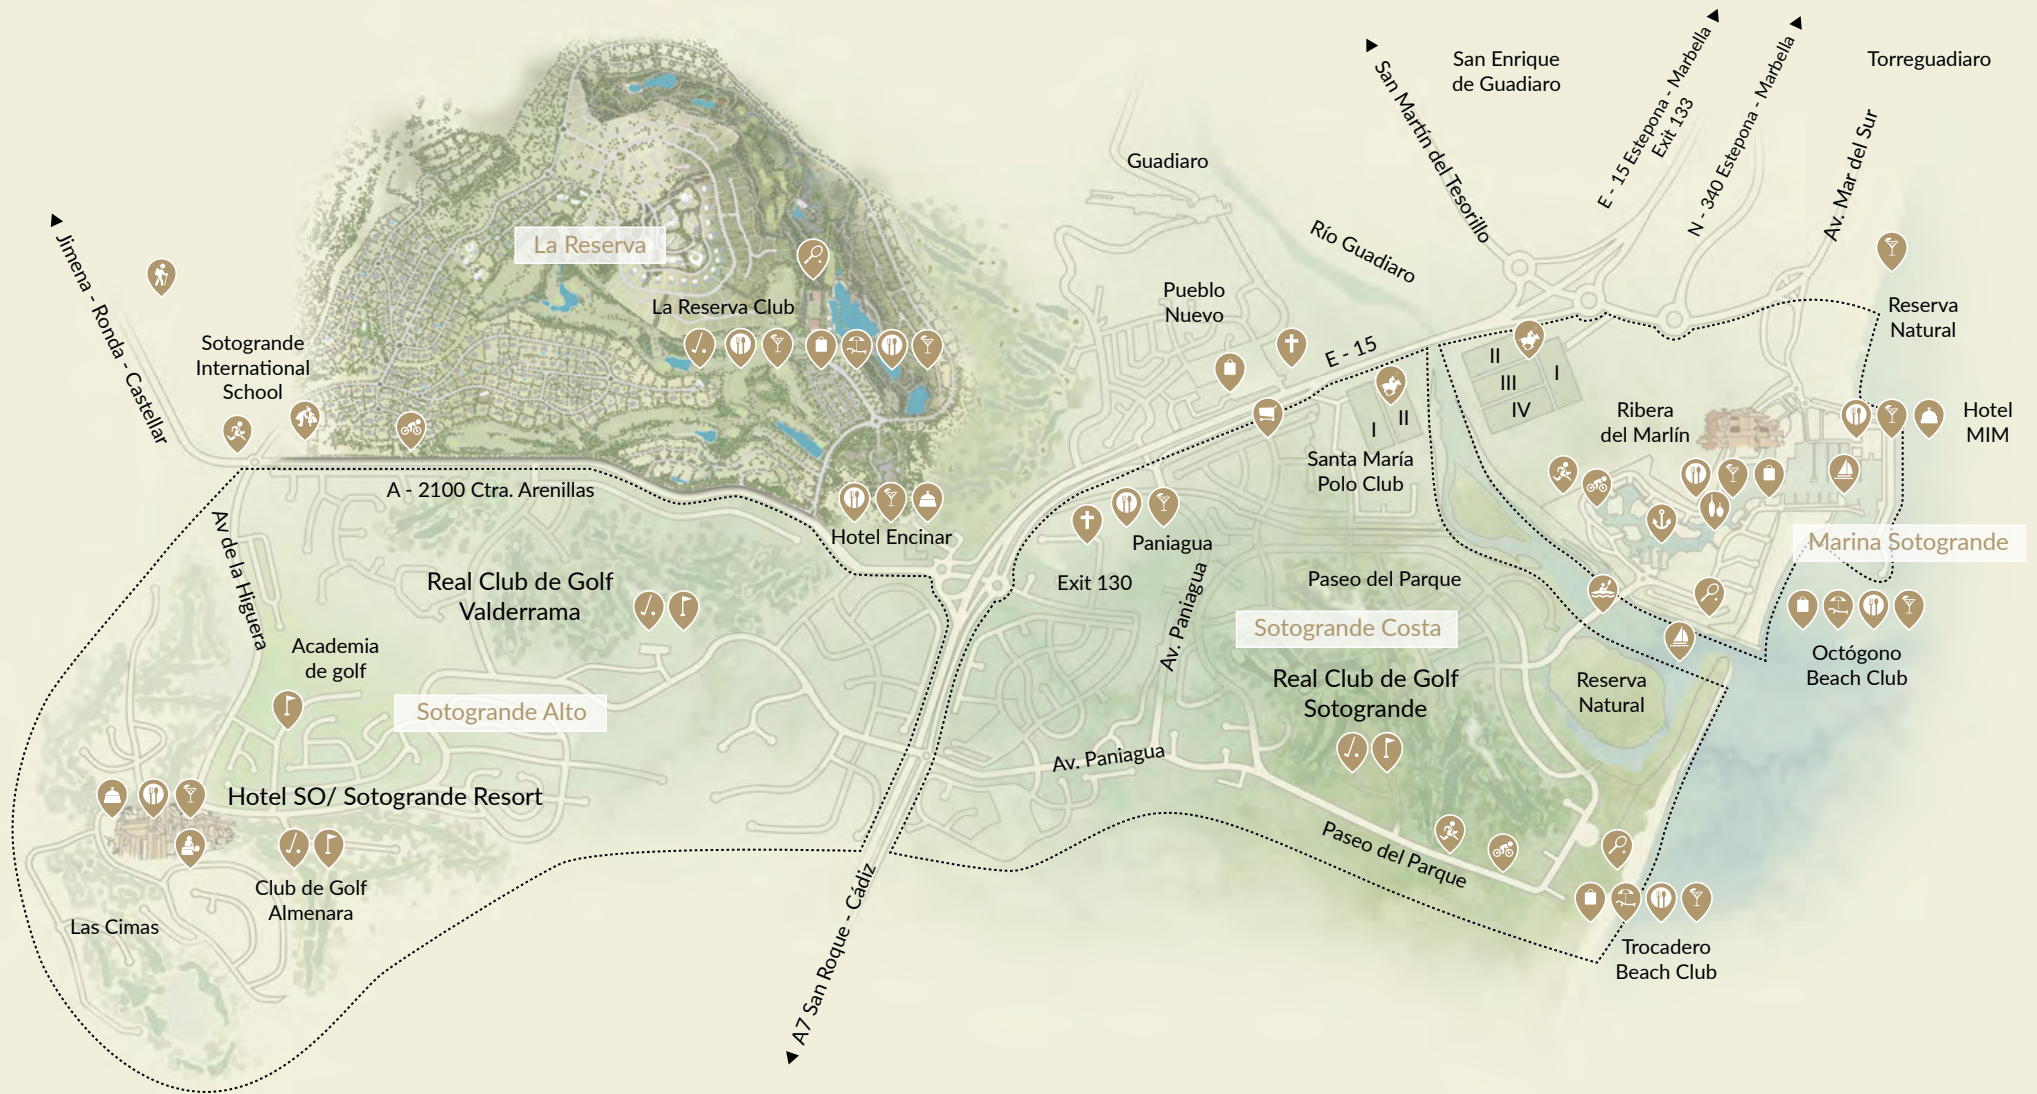 San Enrique
de Guadiaro
Torreguadiaro
San Martín del Tesorillo
E - 15 Estepona - Marbella
Exit 133
N - 340 Estepona - Marbella
Av. Mar del Sur
Guadiaro
Río Guadiaro
Jimena - Ronda - Castellar
La Reserva
La Reserva Club
Pueblo
Nuevo
Reserva
Natural
Sotogrande
International
School
E - 15
II
III
I
IV
I
II
Ribera
del Marlín
Hotel
MIM
Santa María
Polo Club
A - 2100 Ctra. Arenillas
Av de la Higuera
Hotel Encinar
Paniagua
Marina Sotogrande
Exit 130
Paseo del Parque
Real Club de Golf
Valderrama
Av. Paniagua
Sotogrande Costa
Academia
de golf
Octógono
Beach Club
Real Club de Golf
Sotogrande
Reserva
Natural
Sotogrande Alto
Av. Paniagua
Hotel SO/ Sotogrande Resort
Paseo del Parque
Club de Golf
Almenara
Las Cimas
A7 San Roque - Cádiz
Trocadero
Beach Club